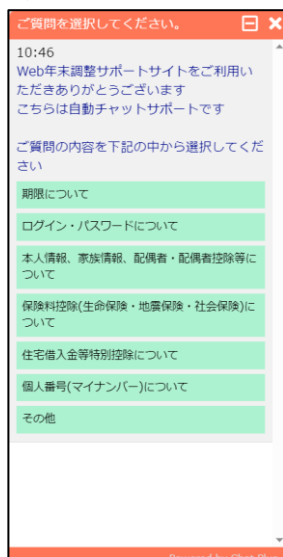 ご質問を選択してください。
10:46
Web年末調整サポートサイトをご利用い
ただきありがとうございます
こちらは自動チャットサポートです
ご質問の内容を下記の中から選択してくだ
さい
期限について
ログイン・パスワードについて
本人情報、家族情報、配偶者・配偶者控除等に
ついて
保険料控除(生命保険・地震保険・社会保険)に
ついて
住宅借入金等特別控除について
個人番号(マイナンバー)について
その他